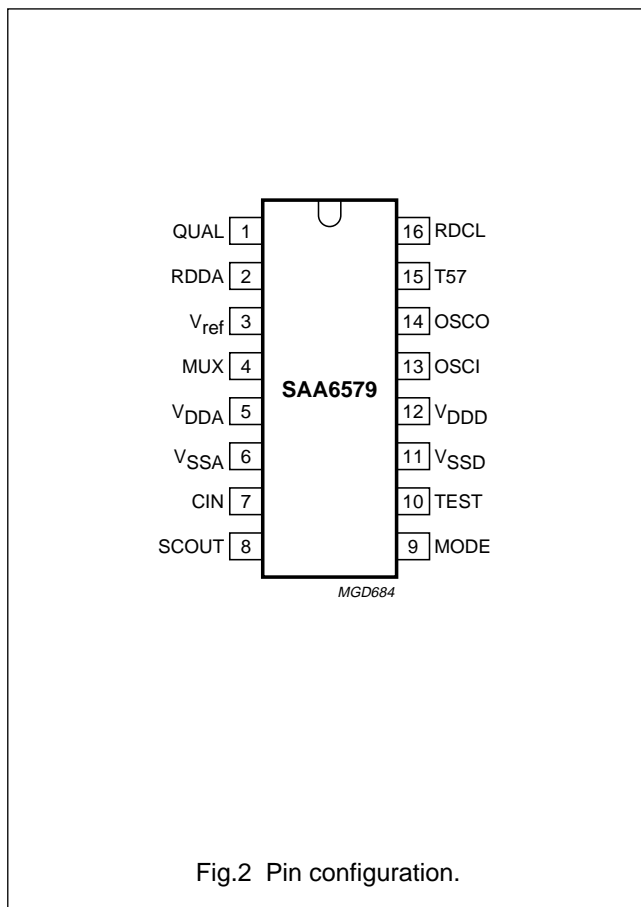 QUAL 1
RDDA 2
Vref 3
MUX 4
VDDA 5
VSSA 6
CIN 7
SCOUT 8
SAA6579
16 RDCL
15 T57
14 OSCO
13 OSCI
12 VDDD
11 VSSD
10 TEST
9 MODE
MGD684
Fig.2 Pin configuration.